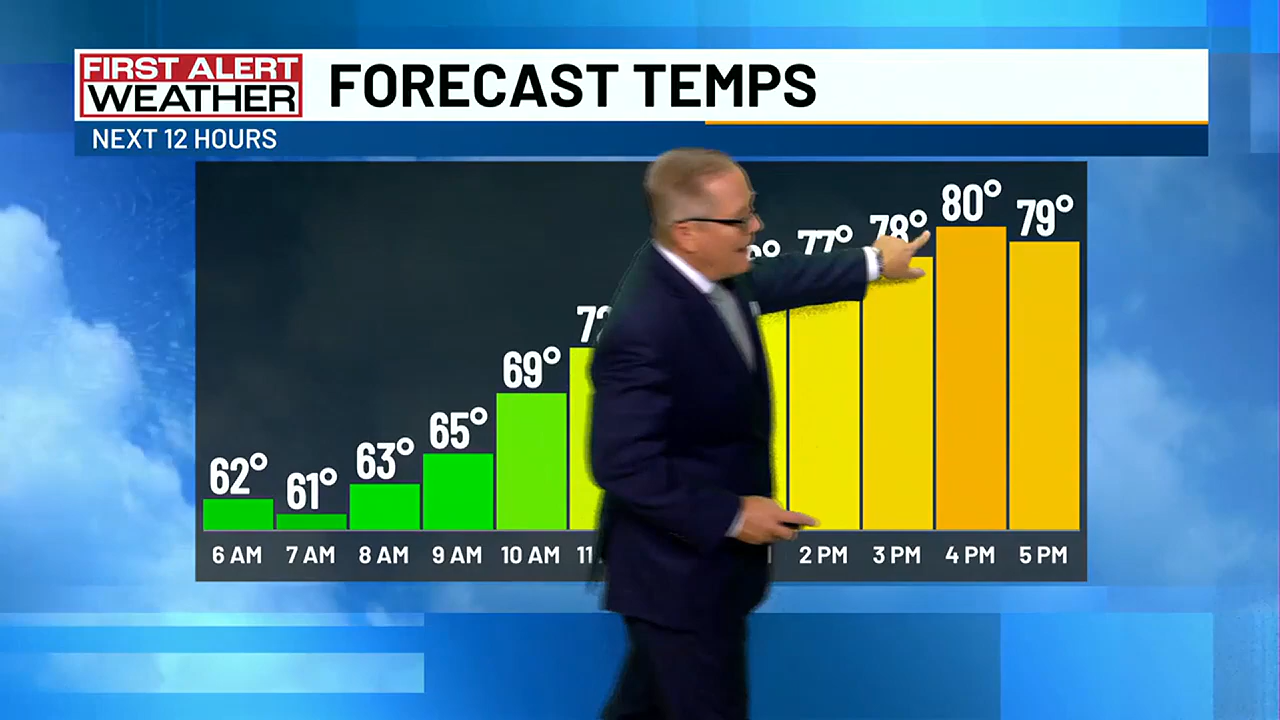 FIRST ALERT
WEATHER
FORECAST TEMPS
NEXT 12 HOURS
62° 61° 63° 65° 69° 77° 78° 80° 79°
6 AM 7 AM 8 AM 9 AM 10 AM 11 2 PM 3 PM 4 PM 5 PM